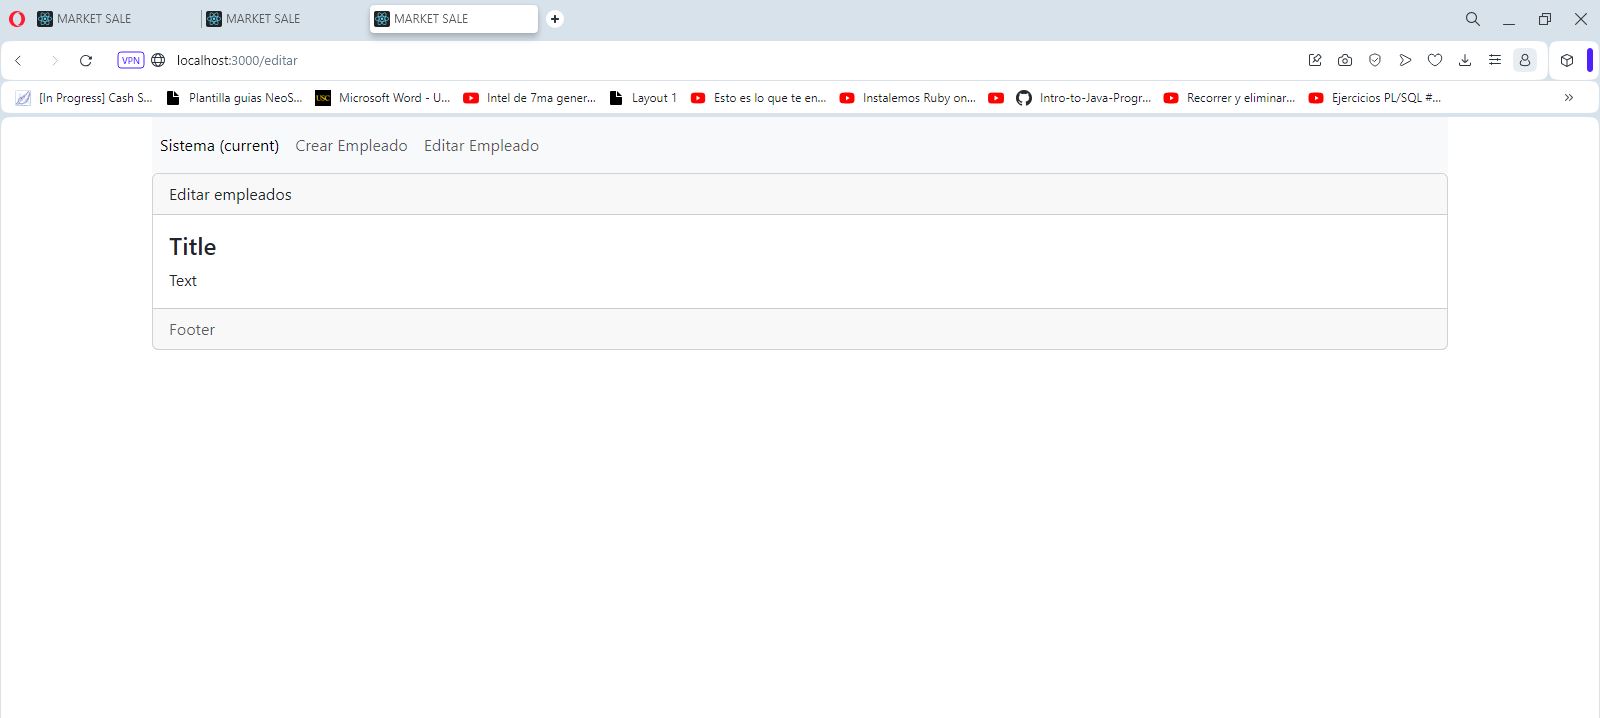 MARKET SALE MARKET SALE MARKET SALE
VPN localhost:3000/editar
[In Progress] Cash S... Plantilla guias NeoS... USC Microsoft Word - U... Intel de 7ma gener... Layout 1 Esto es lo que te en... Instalemos Ruby on... Intro-to-Java-Progr... Recorrer y eliminar... Ejercicios PL/SQL #...
Sistema (current) Crear Empleado Editar Empleado
Editar empleados
Title
Text
Footer